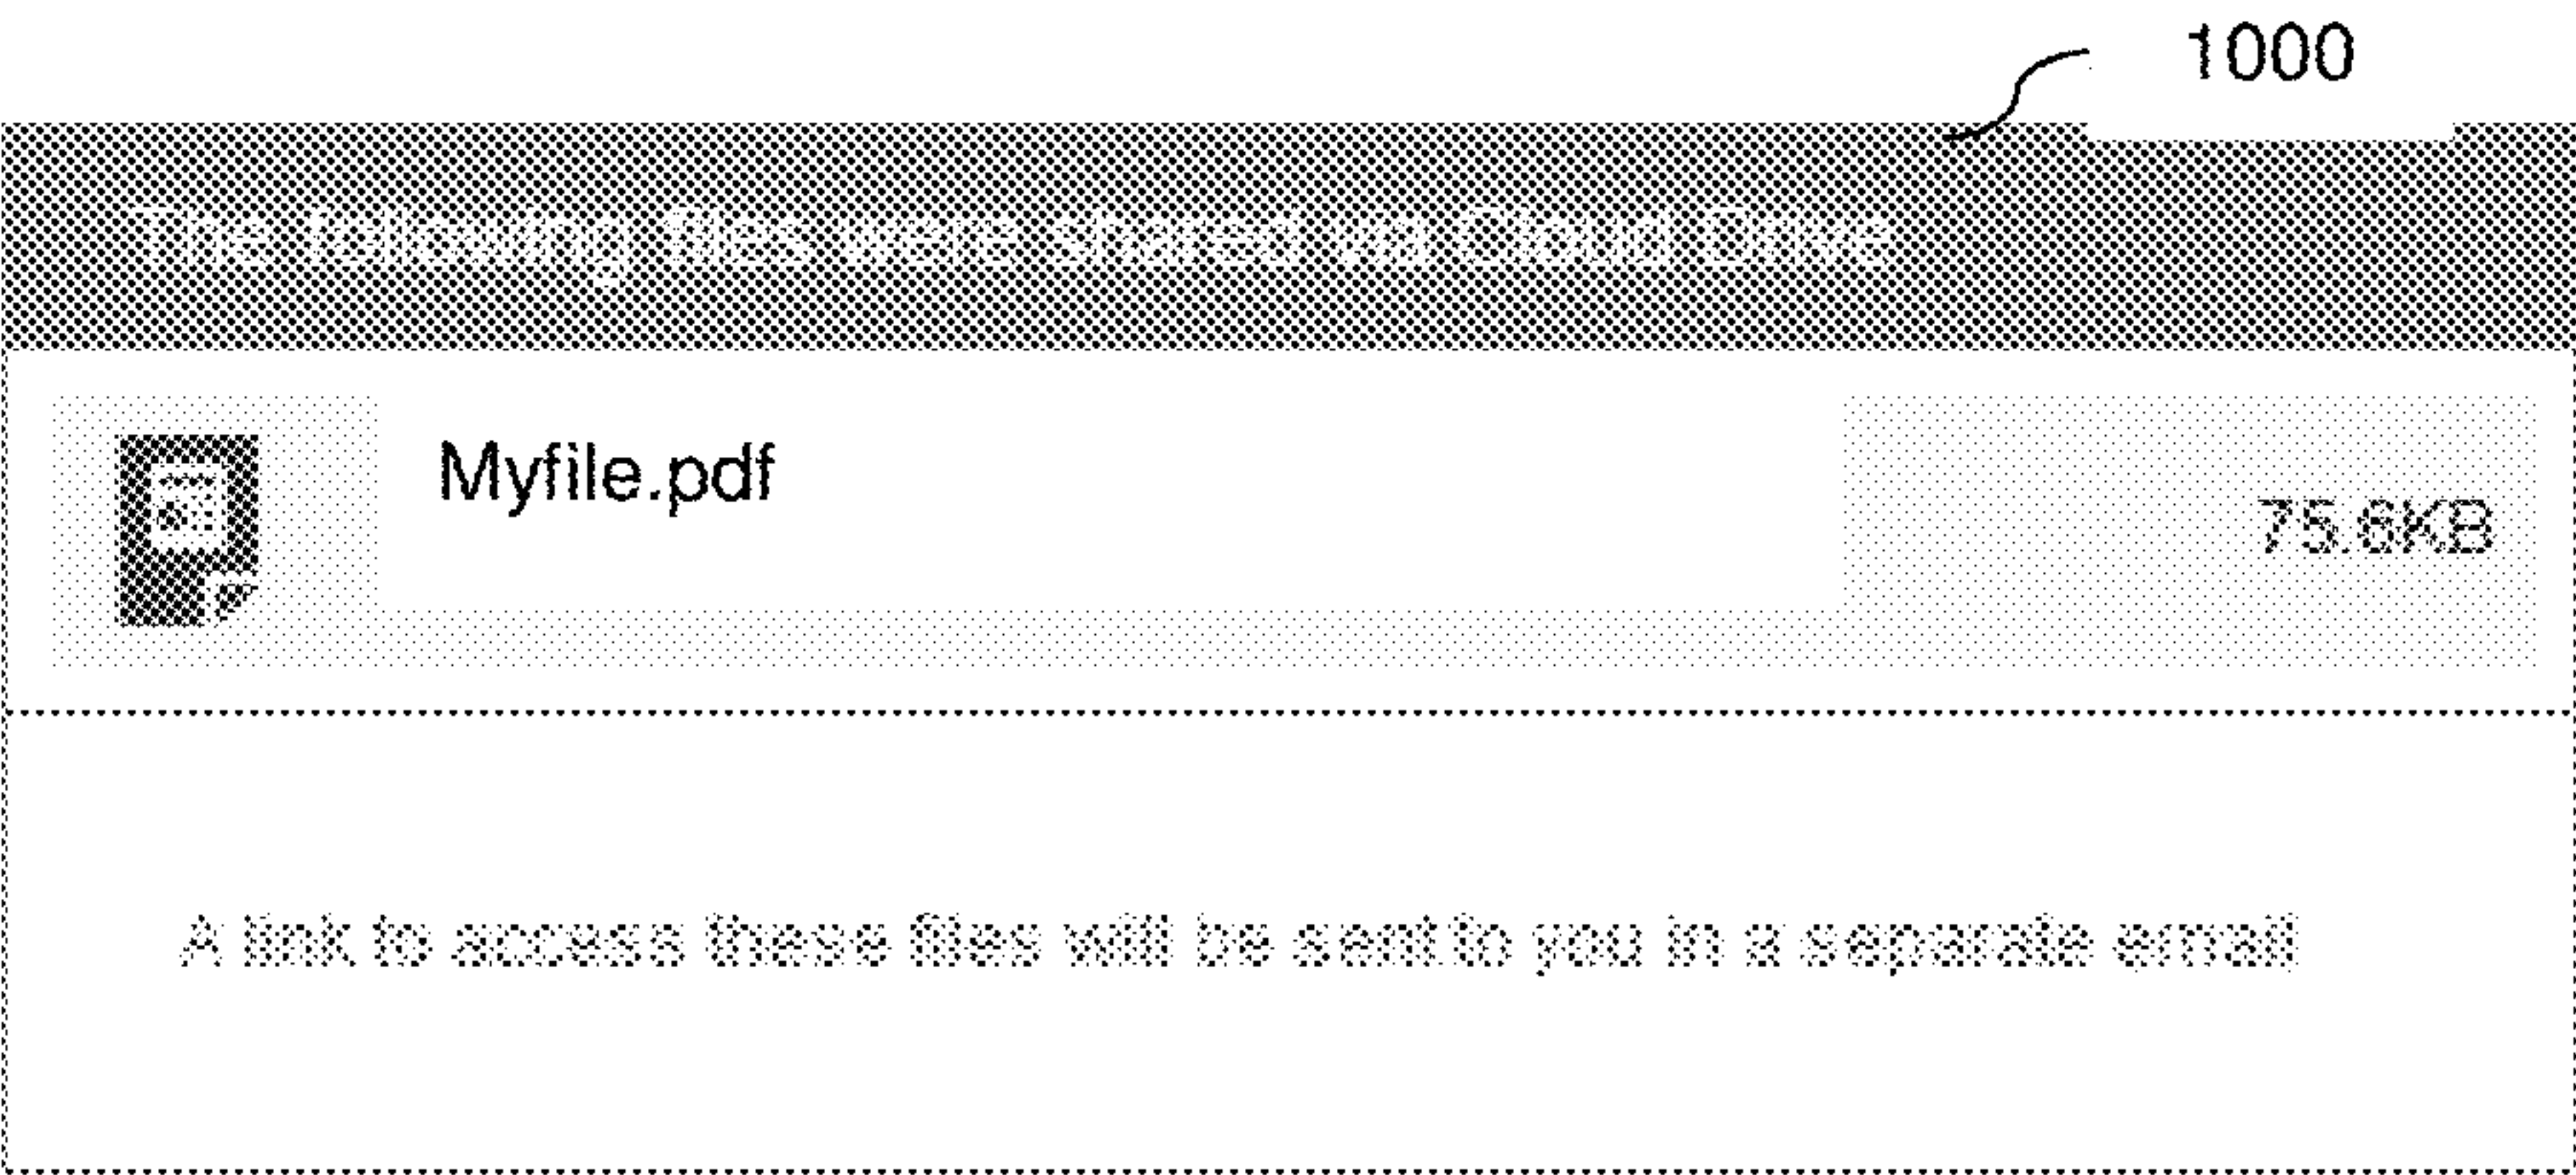 1000
The following files were shared via Cloud Drive
Myfile.pdf
75.6KB
A link to access these files will be sent to you in a separate email